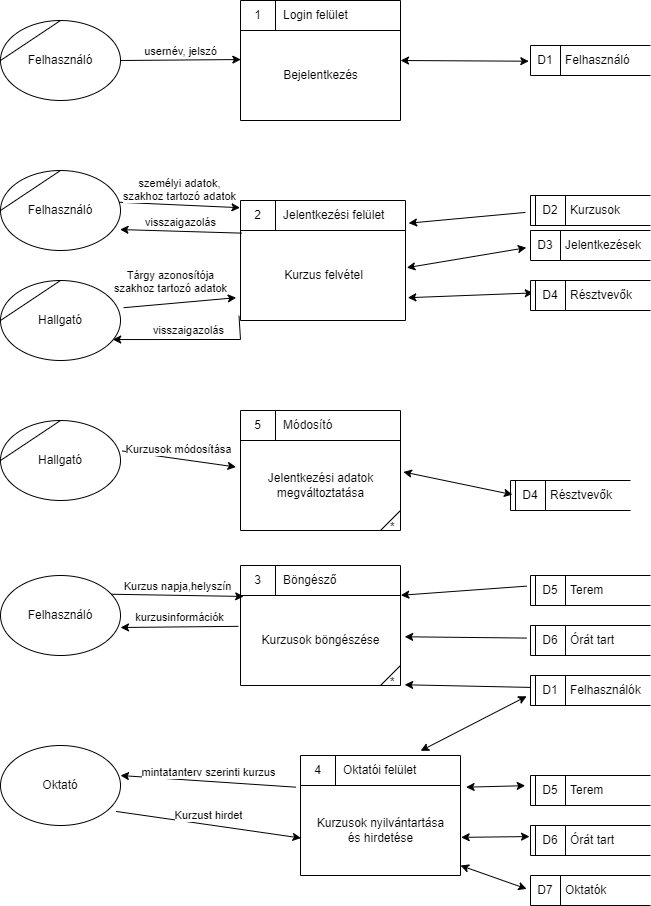 1 Login felület
Felhasználó
usernév, jelszó
Bejelentkezés
D1 Felhasználó
Felhasználó
személyi adatok,
szakhoz tartozó adatok
visszaigazolás
2 Jelentkezési felület
Kurzus felvétel
D2 Kurzusok
D3 Jelentkezések
D4 Résztvevők
Hallgató
Tárgy azonosítója
szakhoz tartozó adatok
visszaigazolás
Hallgató
Kurzusok módosítása
5 Módosító
Jelentkezési adatok
megváltoztatása
*
D4 Résztvevők
Felhasználó
Kurzus napja,helyszín
kurzusinformációk
3 Böngésző
Kurzusok böngészése
*
D5 Terem
D6 Órát tart
D1 Felhasználók
Oktató
mintatanterv szerinti kurzus
Kurzust hirdet
4 Oktatói felület
Kurzusok nyilvántartása
és hirdetése
D5 Terem
D6 Órát tart
D7 Oktatók